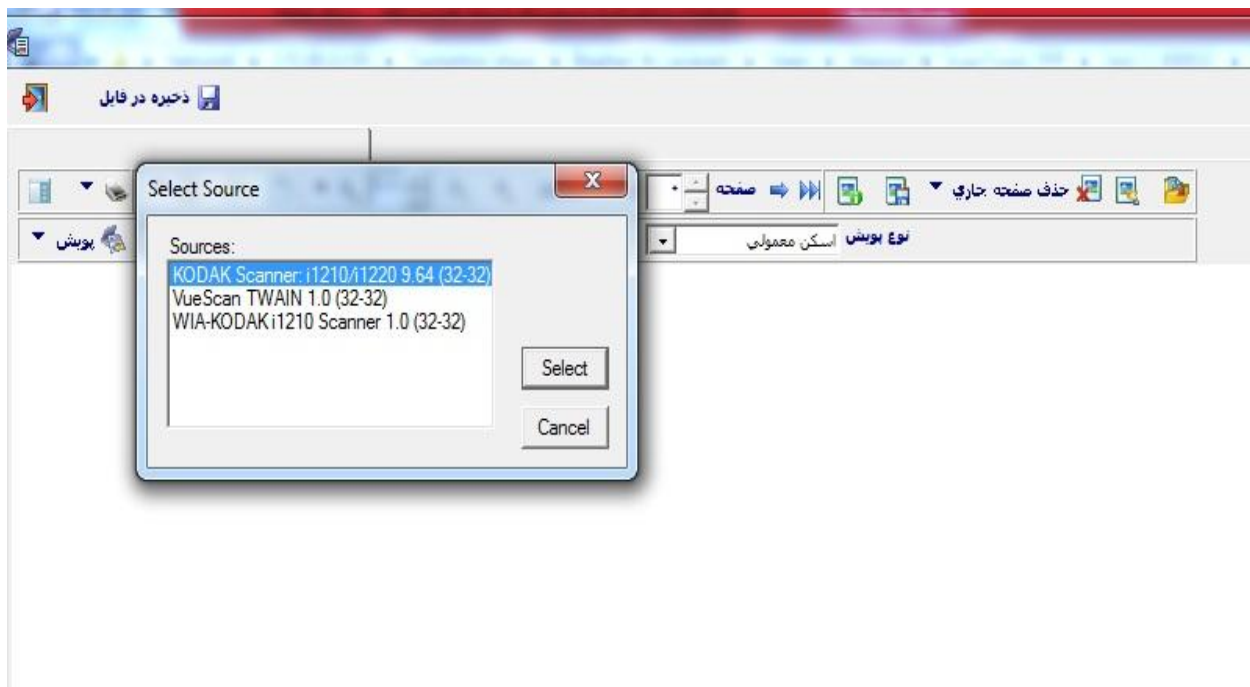 ذخیره در فایل
حذف صفحه جاري
صفحه
۰
نوع پویش
اسکن معمولی
پویش
Select Source
X
Sources:
KODAK Scanner: i1210/i1220 9.64 (32-32)
VueScan TWAIN 1.0 (32-32)
WIA-KODAK i1210 Scanner 1.0 (32-32)
Select
Cancel